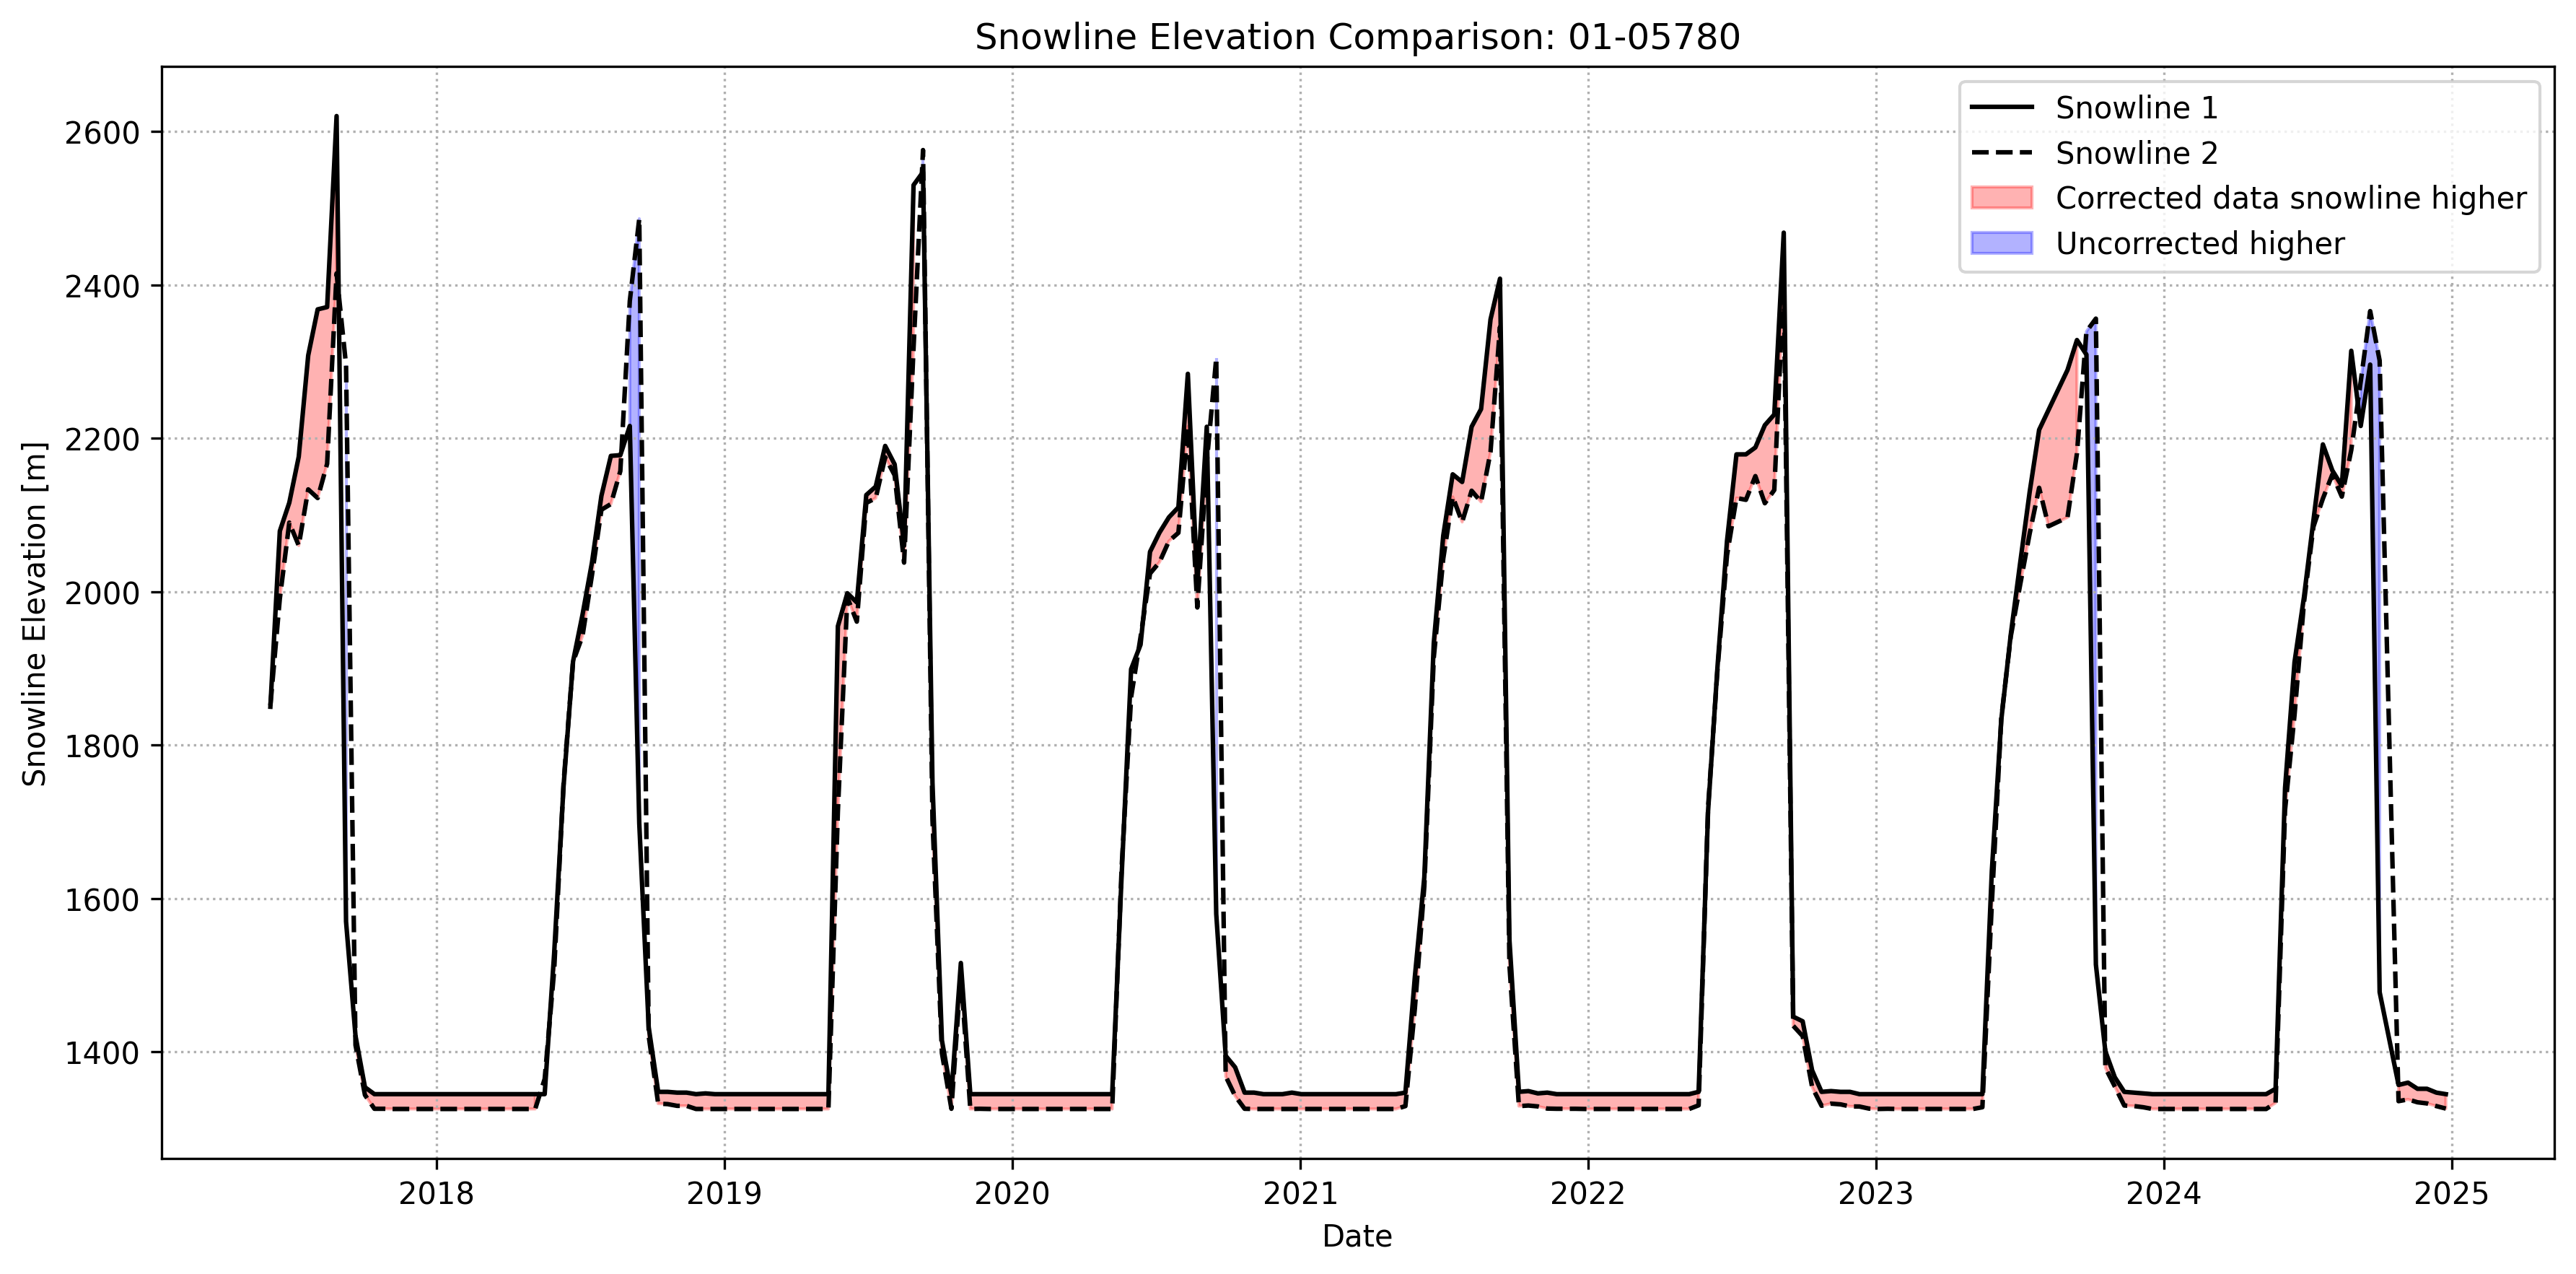 Snowline Elevation Comparison: 01-05780
Snowline 1
Snowline 2
Corrected data snowline higher
Uncorrected higher
Snowline Elevation [m]
2600
2400
2200
2000
1800
1600
1400
2018 2019 2020 2021 2022 2023 2024 2025
Date